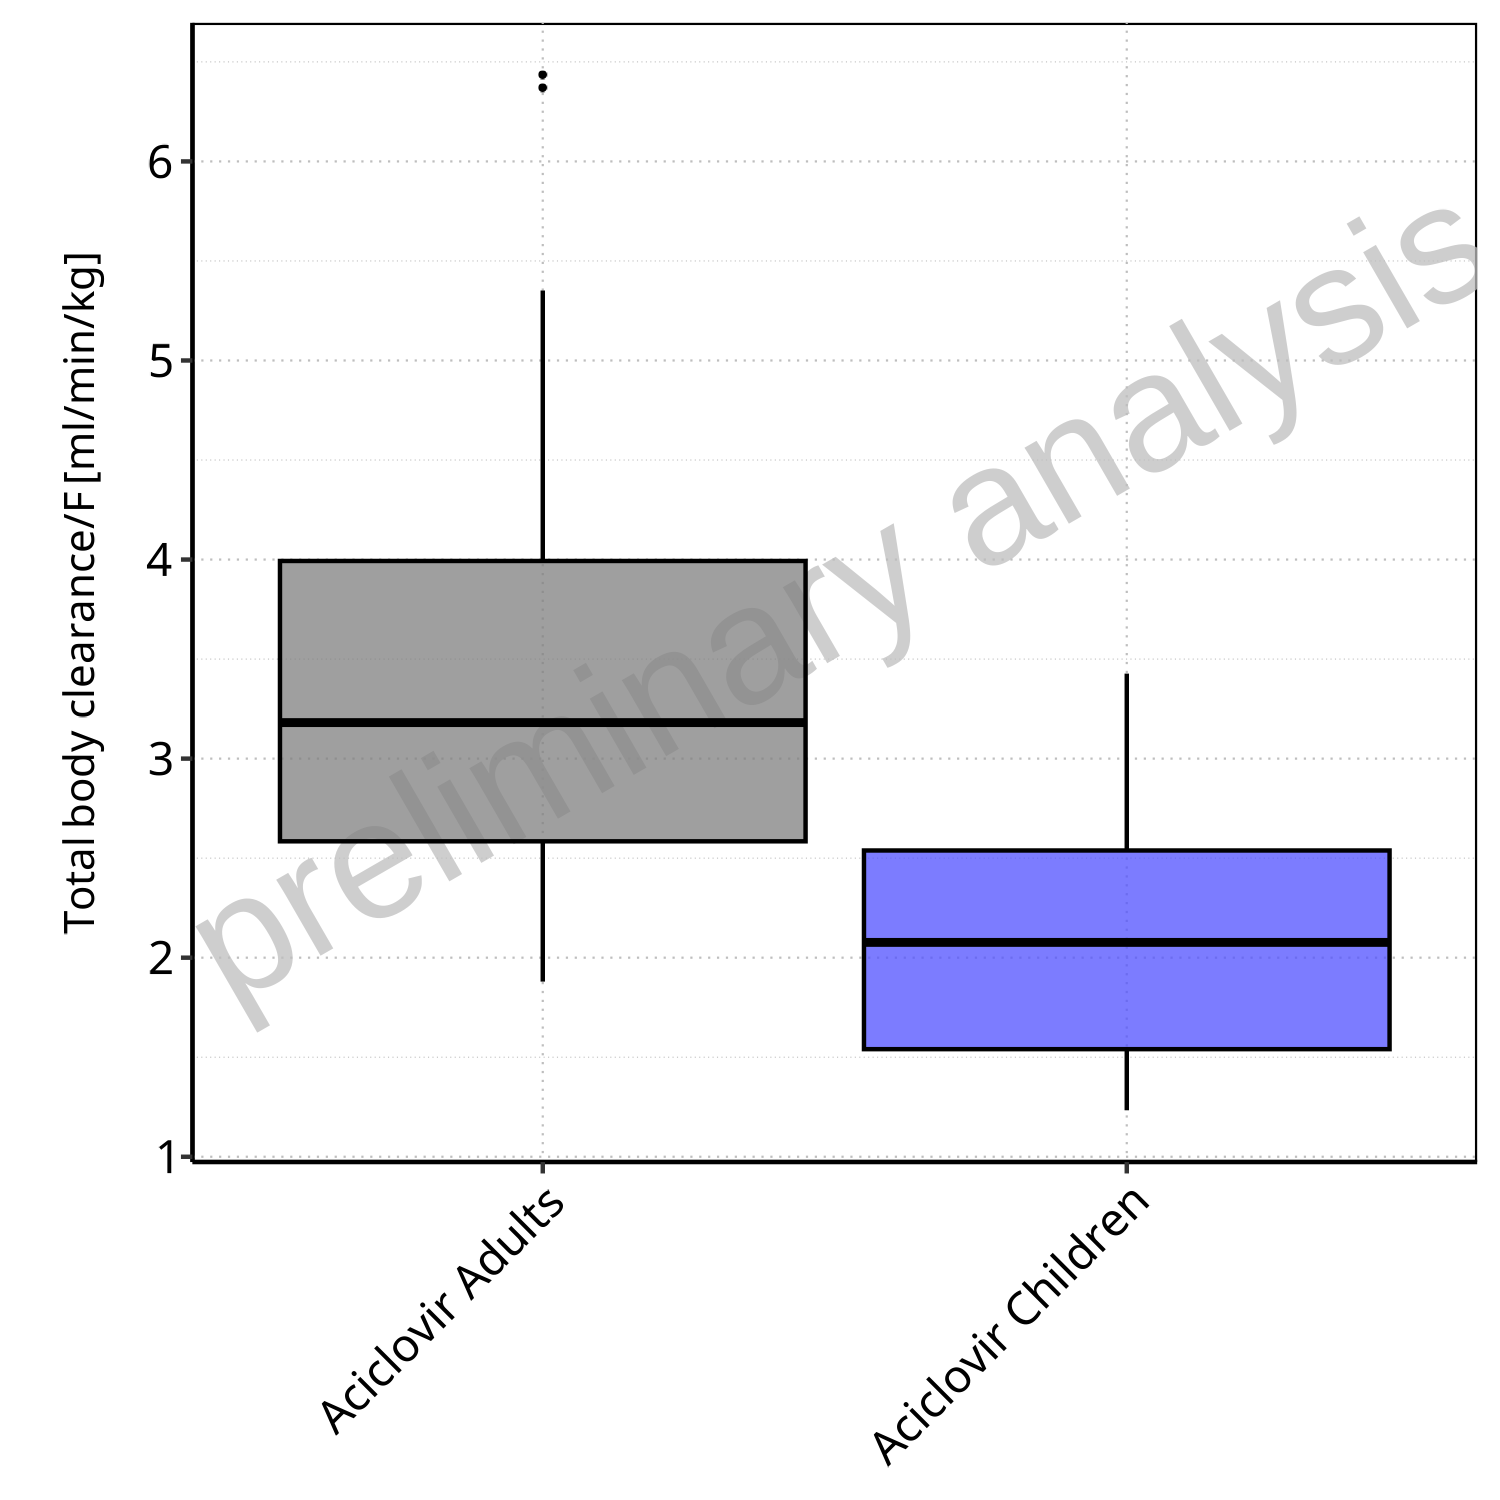 Total body clearance/F [ml/min/kg]
6
5
4
3
2
1
preliminary analysis
Aciclovir Adults
Aciclovir Children